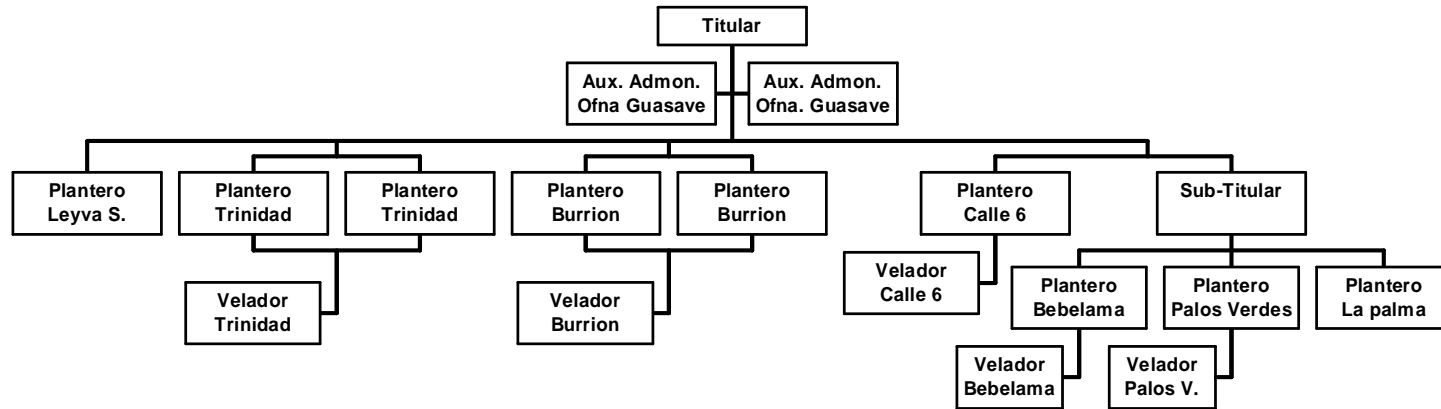 Titular
Aux. Admon.
Ofna Guasave
Aux. Admon.
Ofna. Guasave
Plantero
Leyva S.
Plantero
Trinidad
Plantero
Trinidad
Plantero
Burrion
Plantero
Burrion
Plantero
Calle 6
Sub-Titular
Velador
Trinidad
Velador
Burrion
Velador
Calle 6
Plantero
Bebelama
Plantero
Palos Verdes
Plantero
La palma
Velador
Bebelama
Velador
Palos V.